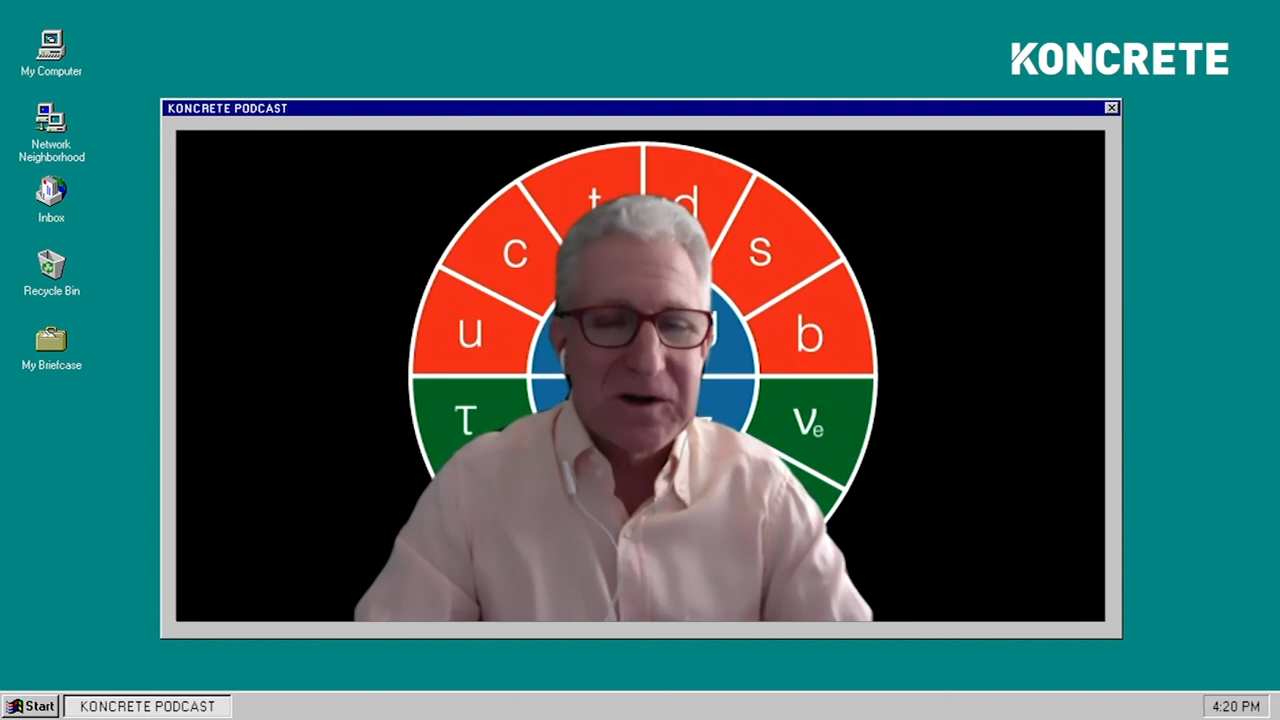 KONCRETE
My Computer
KONCRETE PODCAST
Network
Neighborhood
Inbox
Recycle Bin
My Briefcase
t
d
c
s
u
b
τ
νe
Start
KONCRETE PODCAST
4:20 PM